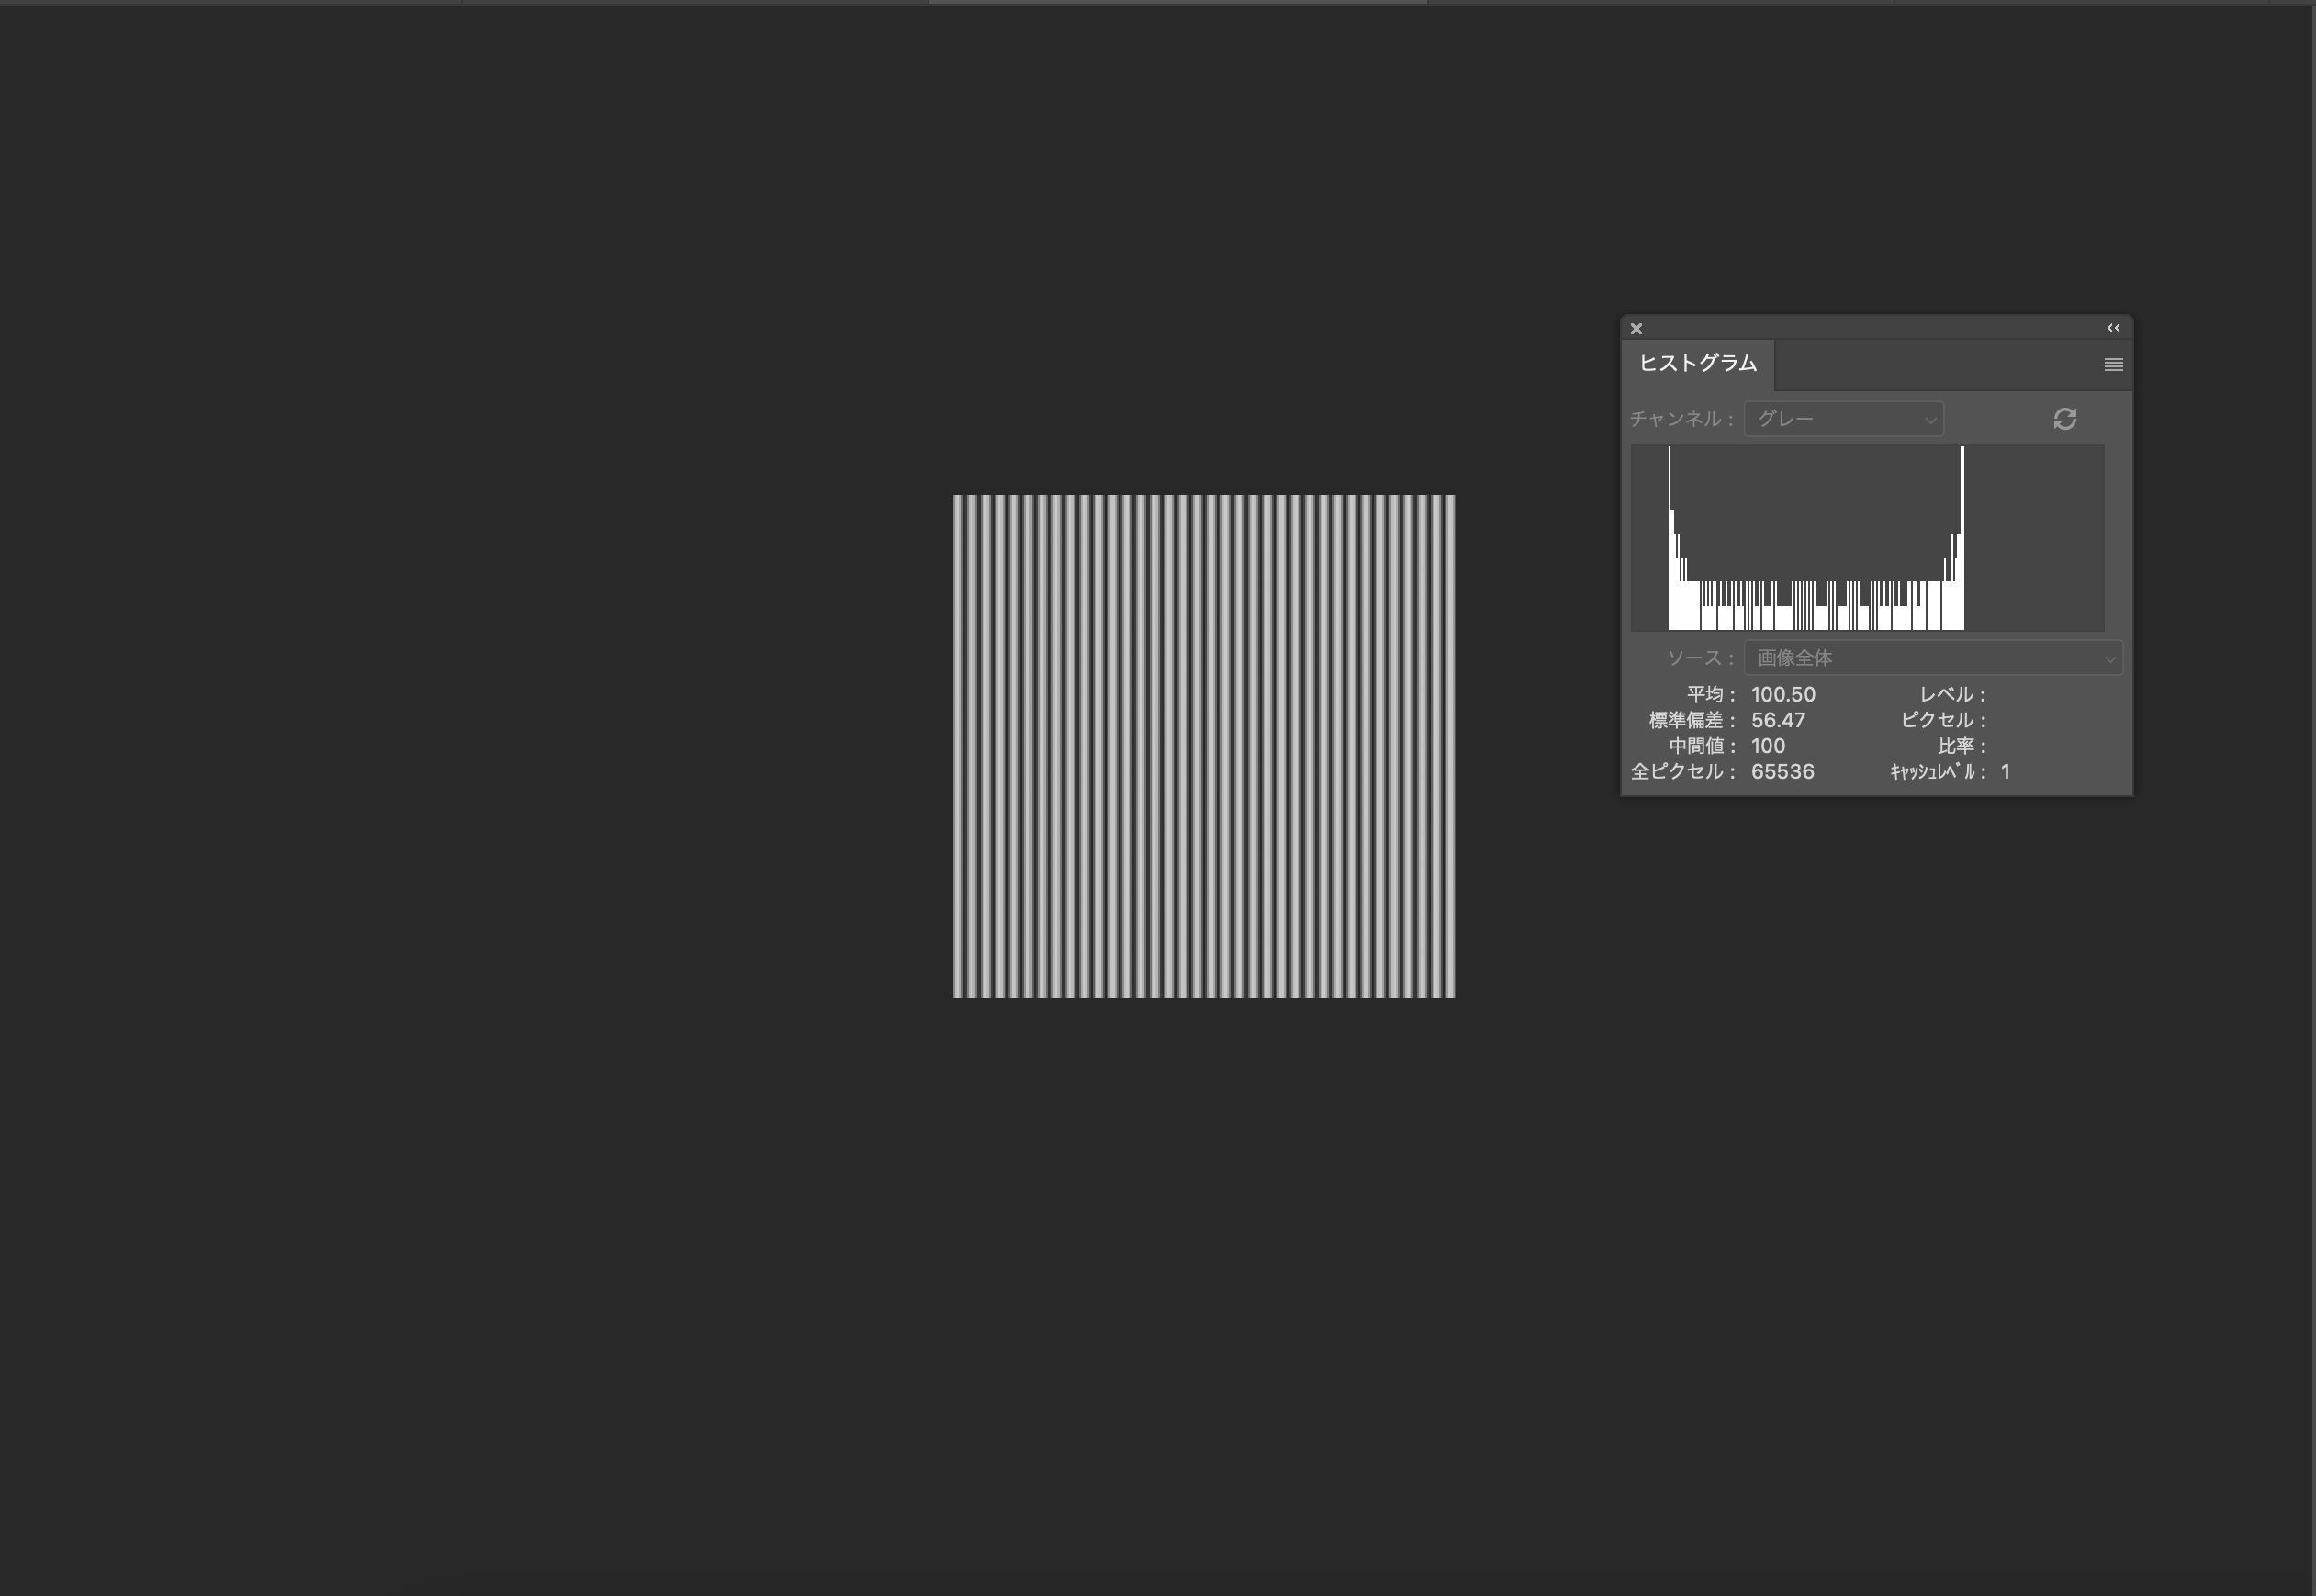 ヒストグラム
チャンネル： グレー
ソース： 画像全体
平均： 100.50 レベル：
標準偏差： 56.47 ピクセル：
中間値： 100 比率：
全ピクセル： 65536 ｷｬｯｼｭﾚﾍﾞﾙ： 1